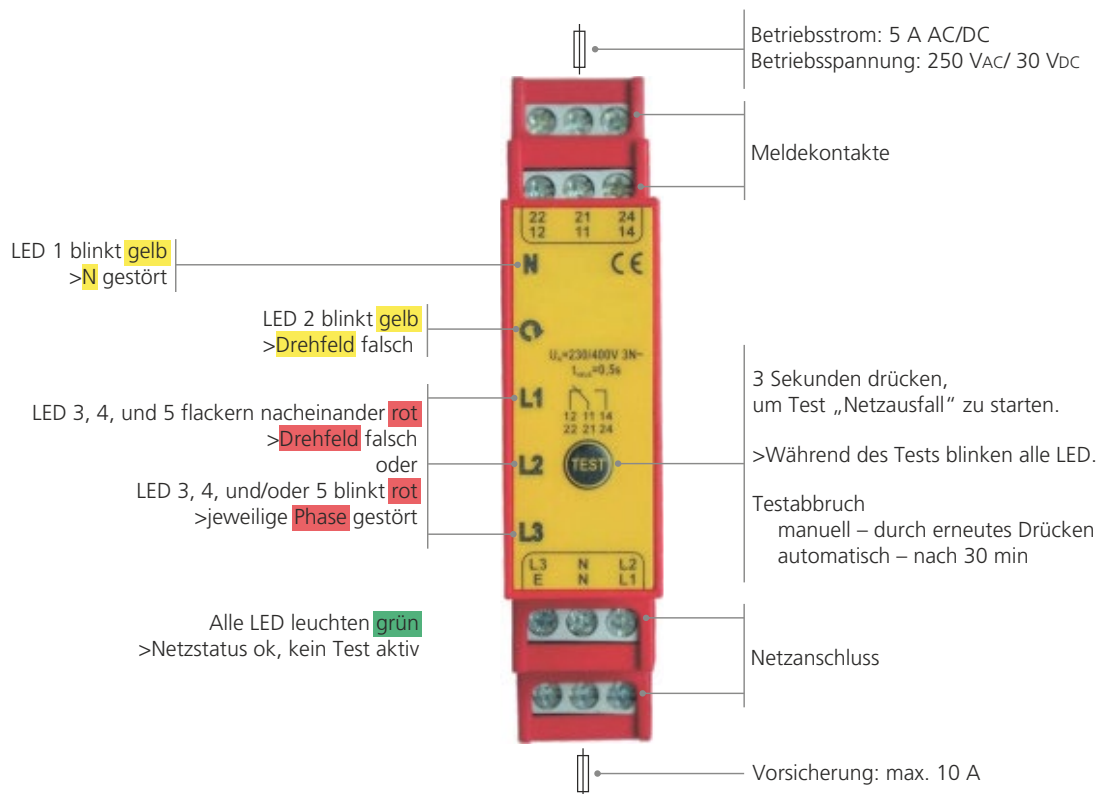 Betriebsstrom: 5 A AC/DC
Betriebsspannung: 250 VAC/ 30 VDC
Meldekontakte
22 21 24
12 11 14
N CE
LED 1 blinkt gelb
>N gestört
LED 2 blinkt gelb
>Drehfeld falsch
=230/400V 3N~
=0,5s
LED 3, 4, und 5 flackern nacheinander rot
>Drehfeld falsch
oder
LED 3, 4, und/oder 5 blinkt rot
>jeweilige Phase gestört
L1
12 11 14
22 21 24
L2
TEST
L3
3 Sekunden drücken,
um Test „Netzausfall“ zu starten.
>Während des Tests blinken alle LED.
Testabbruch
manuell – durch erneutes Drücken
automatisch – nach 30 min
L3 N L2
E N L1
Alle LED leuchten grün
>Netzstatus ok, kein Test aktiv
Netzanschluss
Vorsicherung: max. 10 A